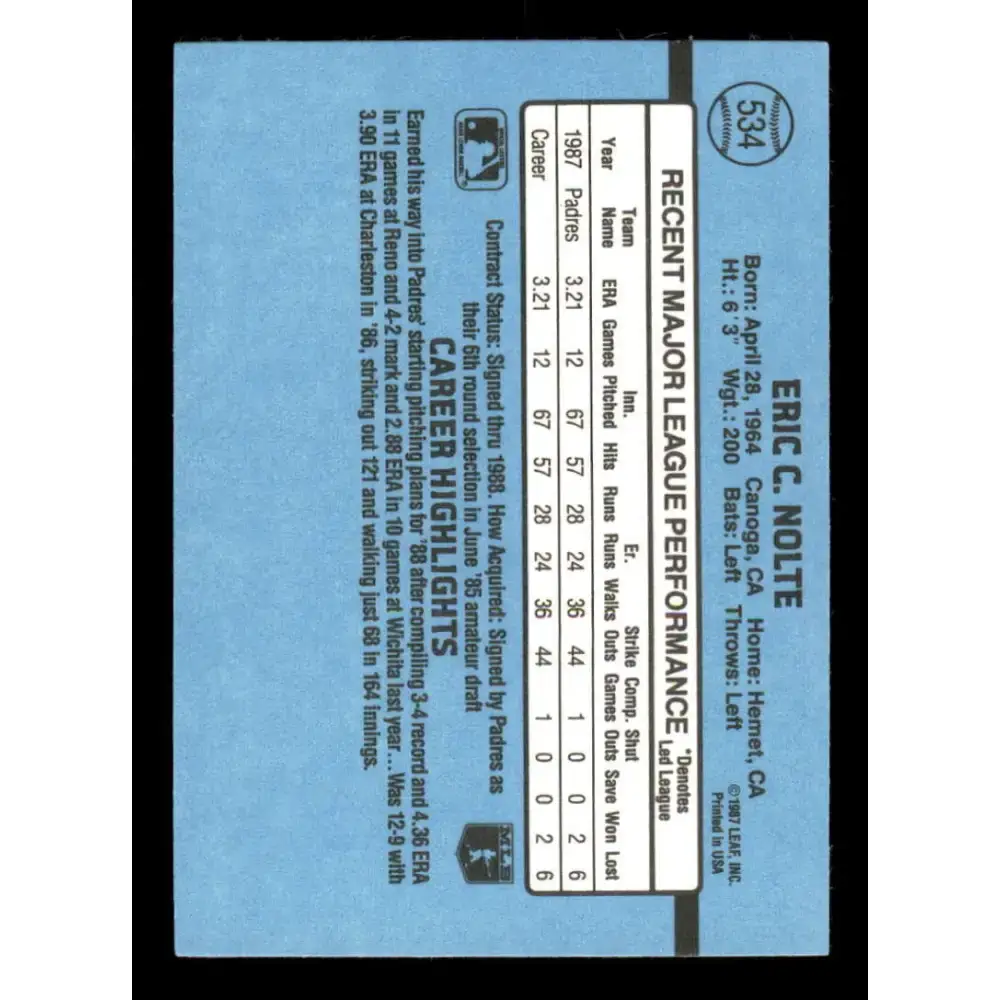 534
ERIC C. NOLTE
Born: April 28, 1964 Canoga, CA Home: Hemet, CA
Ht.: 6'3" Wgt.: 200 Bats: Left Throws: Left
©1987 LEAF, INC.
Printed in USA
RECENT MAJOR LEAGUE PERFORMANCE
*Denotes
Led League
Team Inn. Er. Strike Comp. Shut
Year Name ERA Games Pitched Hits Runs Runs Walks Outs Games Outs Save Won Lost
1987 Padres 3.21 12 67 57 28 24 36 44 1 0 0 2 6
Career 3.21 12 67 57 28 24 36 44 1 0 0 2 6
Contract Status: Signed thru 1988. How Acquired: Signed by Padres as
their 6th round selection in June '85 amateur draft
MLB
CAREER HIGHLIGHTS
Earned his way into Padres' starting pitching plans for '88 after compiling 3-4 record and 4.36 ERA
in 11 games at Reno and 4-2 mark and 2.88 ERA in 10 games at Wichita last year... Was 12-9 with
3.90 ERA at Charleston in '86, striking out 121 and walking just 68 in 164 innings.